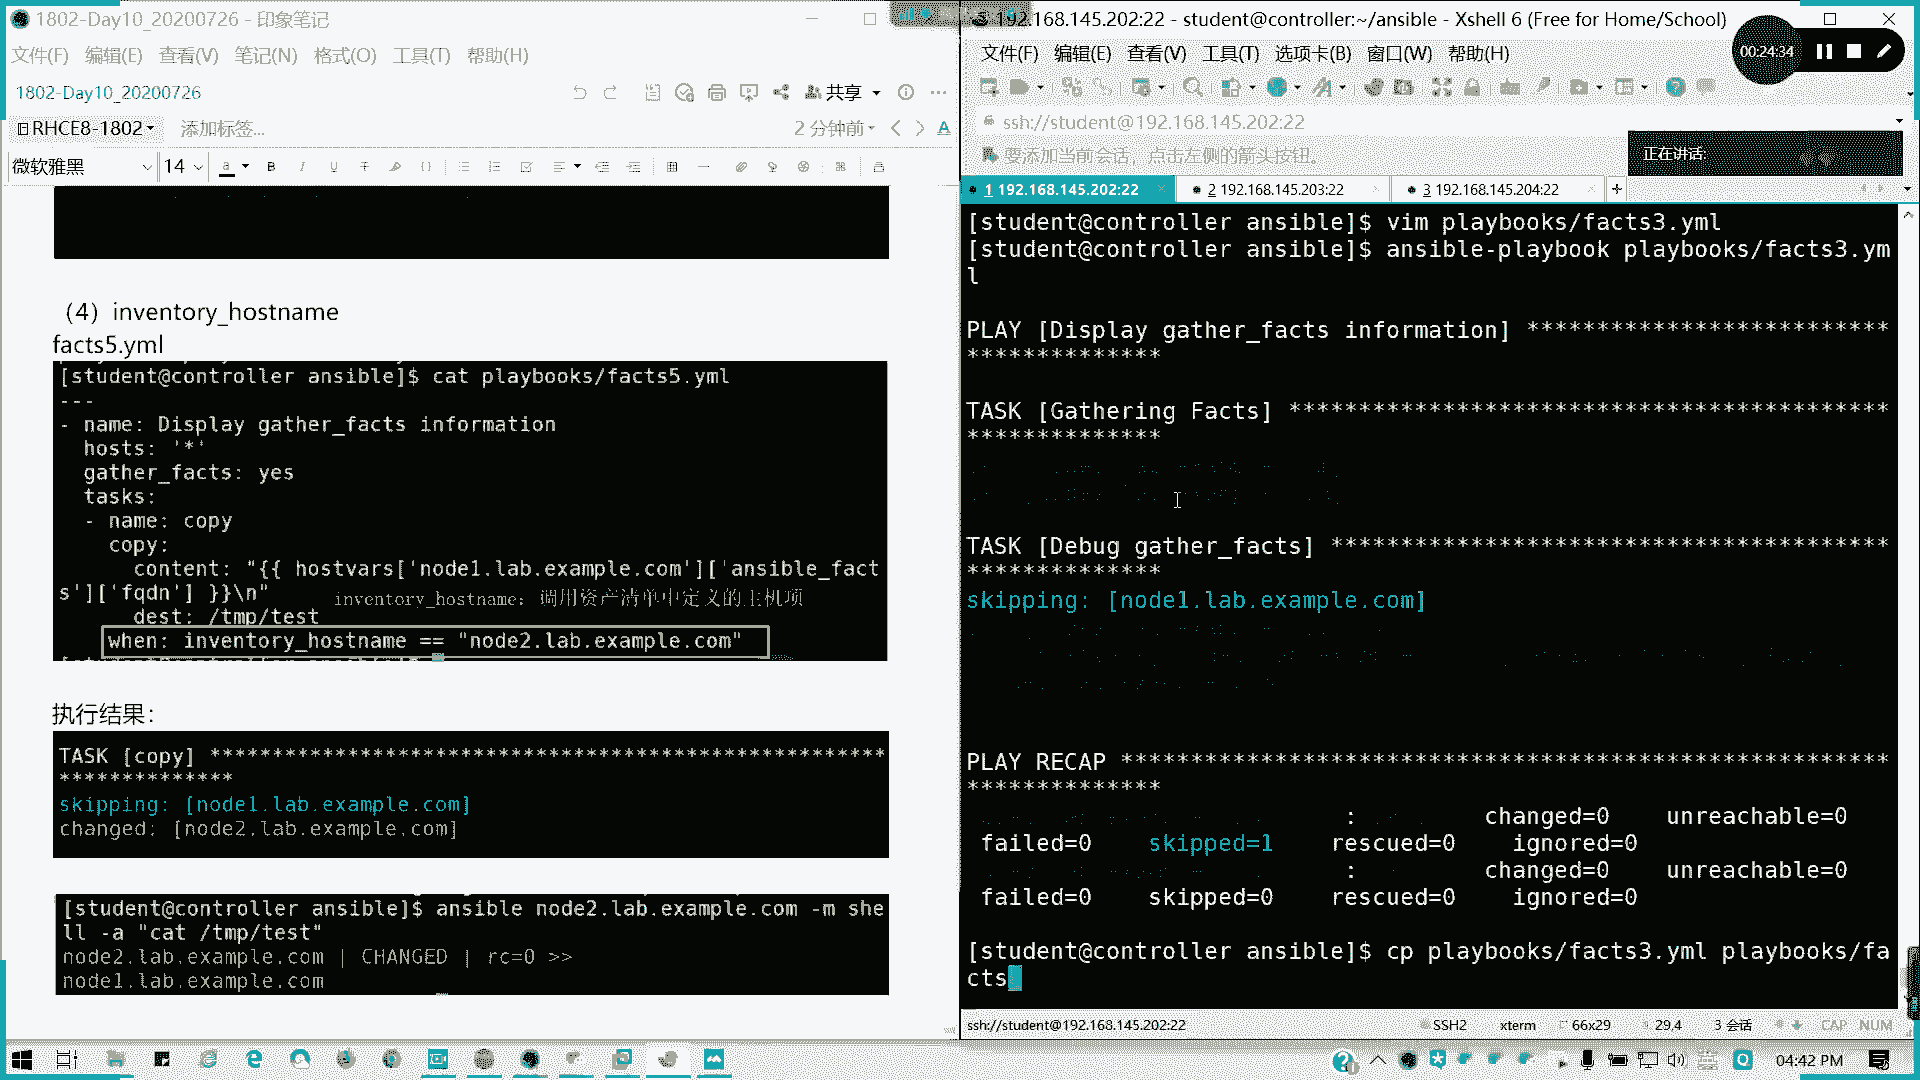 1802-Day10_20200726 - 印象笔记
文件(F) 编辑(E) 查看(V) 笔记(N) 格式(O) 工具(T) 帮助(H)
1802-Day10_20200726
共享
RHCE8-1802
添加标签...
2 分钟前
微软雅黑
14
（4）inventory_hostname
facts5.yml
[student@controller ansible]$ cat playbooks/facts5.yml
---
- name: Display gather_facts information
hosts: '*'
gather_facts: yes
tasks:
- name: copy
copy:
content: "{{ hostvars['node1.lab.example.com']['ansible_fact
s']['fqdn'] }}\n"
inventory_hostname：调用资产清单中定义的主机项
dest: /tmp/test
when: inventory_hostname == "node2.lab.example.com"
执行结果：
TASK [copy] ******************************************************
**************
skipping: [node1.lab.example.com]
changed: [node2.lab.example.com]
[student@controller ansible]$ ansible node2.lab.example.com -m she
ll -a "cat /tmp/test"
node2.lab.example.com | CHANGED | rc=0 >>
node1.lab.example.com
192.168.145.202:22 - student@controller:~/ansible - Xshell 6 (Free for Home/School)
文件(F) 编辑(E) 查看(V) 工具(T) 选项卡(B) 窗口(W) 帮助(H)
00:24:34
ssh://student@192.168.145.202:22
要添加当前会话，点击左侧的箭头按钮。
正在讲话:
1 192.168.145.202:22
2 192.168.145.203:22
3 192.168.145.204:22
[student@controller ansible]$ vim playbooks/facts3.yml
[student@controller ansible]$ ansible-playbook playbooks/facts3.ym
l
PLAY [Display gather_facts information] **************************
**************
TASK [Gathering Facts] *******************************************
**************
TASK [Debug gather_facts] ****************************************
**************
skipping: [node1.lab.example.com]
PLAY RECAP *******************************************************
**************
: changed=0 unreachable=0
failed=0 skipped=1 rescued=0 ignored=0
: changed=0 unreachable=0
failed=0 skipped=0 rescued=0 ignored=0
[student@controller ansible]$ cp playbooks/facts3.yml playbooks/fa
cts
ssh://student@192.168.145.202:22
SSH2
xterm
66x29
29,4
3 会话
CAP NUM
04:42 PM